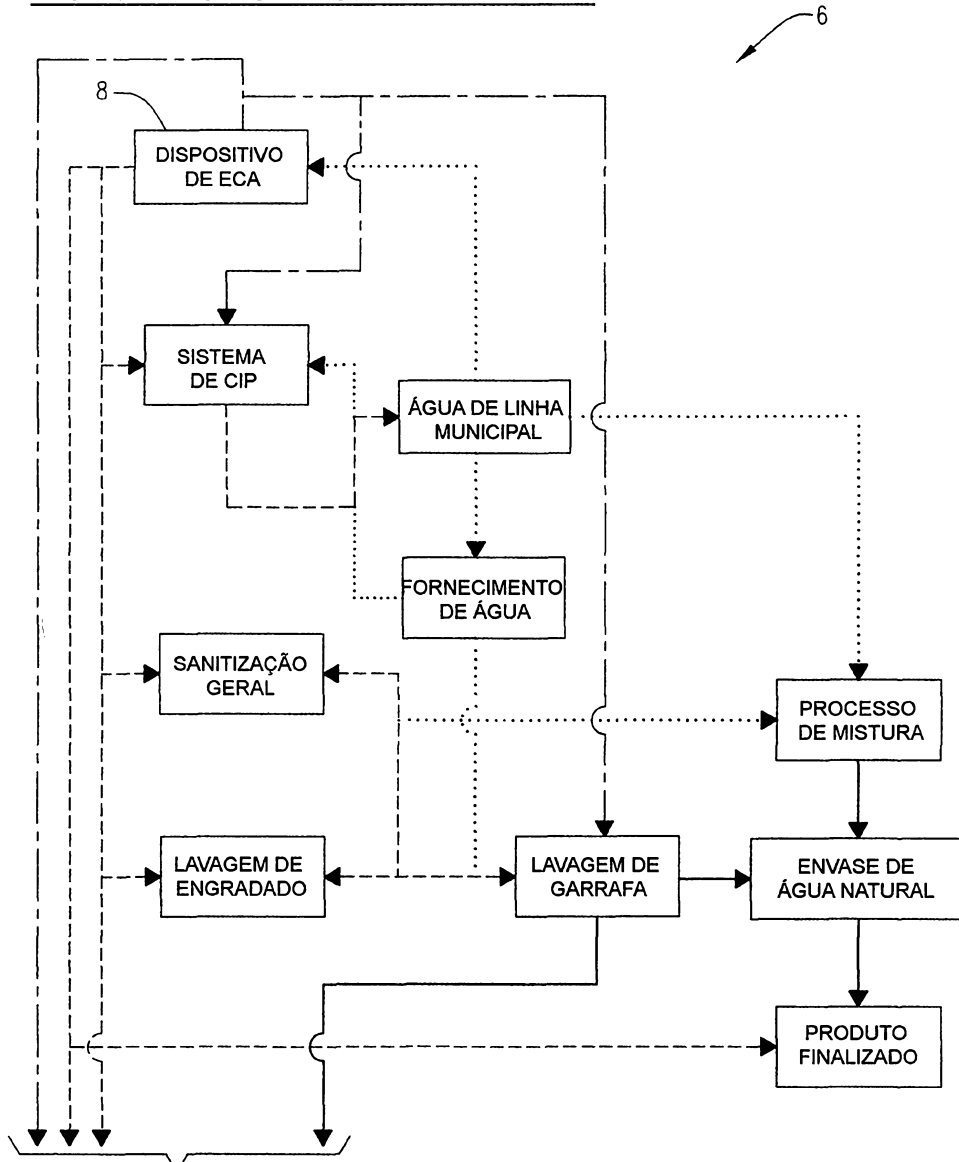 6
8
DISPOSITIVO
DE ECA
SISTEMA
DE CIP
ÁGUA DE LINHA
MUNICIPAL
FORNECIMENTO
DE ÁGUA
SANITIZAÇÃO
GERAL
PROCESSO
DE MISTURA
LAVAGEM DE
ENGRADADO
LAVAGEM DE
GARRAFA
ENVASE DE
ÁGUA NATURAL
PRODUTO
FINALIZADO